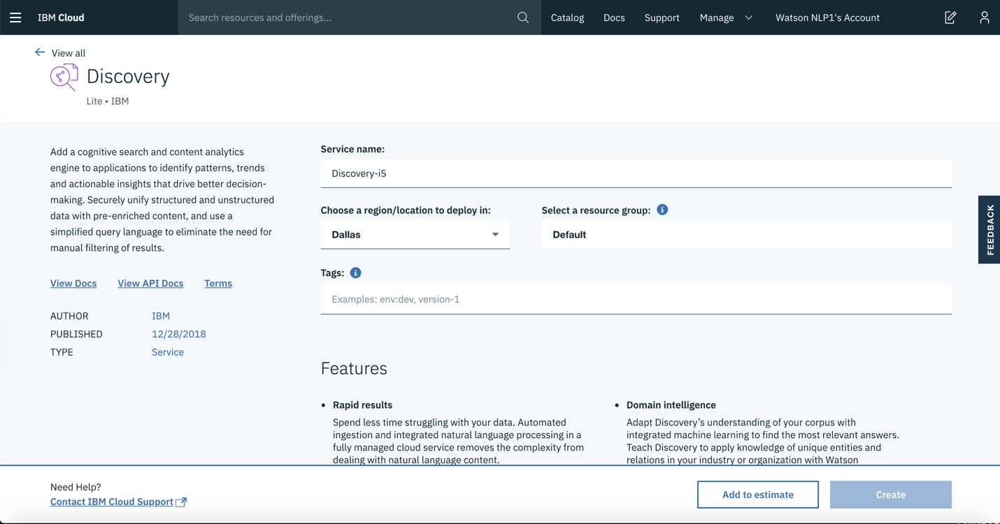 IBM Cloud
Search resources and offerings...
Catalog
Docs
Support
Manage
Watson NLP1's Account
View all
Discovery
Lite • IBM
Add a cognitive search and content analytics
engine to applications to identify patterns, trends
and actionable insights that drive better decision-
making. Securely unify structured and unstructured
data with pre-enriched content, and use a
simplified query language to eliminate the need for
manual filtering of results.
View Docs
View API Docs
Terms
AUTHOR IBM
PUBLISHED 12/28/2018
TYPE Service
Service name:
Discovery-i5
Choose a region/location to deploy in:
Dallas
Select a resource group:
Default
Tags:
Examples: env:dev, version-1
Features
• Rapid results
Spend less time struggling with your data. Automated
ingestion and integrated natural language processing in a
fully managed cloud service removes the complexity from
dealing with natural language content.
• Domain intelligence
Adapt Discovery’s understanding of your corpus with
integrated machine learning to find the most relevant answers.
Teach Discovery to apply knowledge of unique entities and
relations in your industry or organization with Watson
FEEDBACK
Need Help?
Contact IBM Cloud Support
Add to estimate
Create